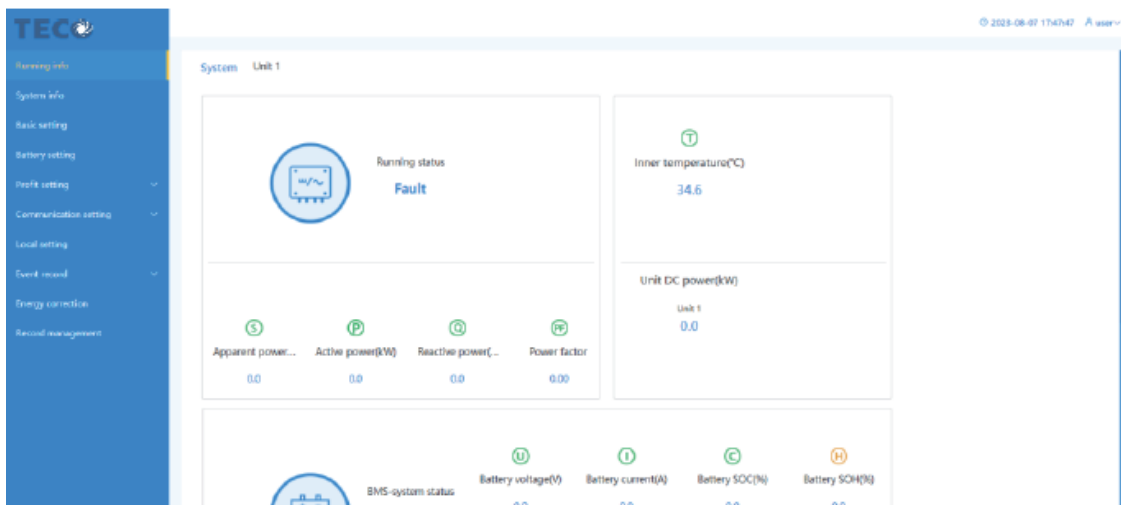 TECO
2023-08-07 17:47:47 user
Running info
System info
Basic setting
Battery setting
Profit setting
Communication setting
Local setting
Event record
Energy correction
Record management
System Unit 1
Running status
Fault
S P Q PF
Apparent power... Active power(kW) Reactive power(... Power factor
0.0 0.0 0.0 0.00
T
Inner temperature(°C)
34.6
Unit DC power(kW)
Unit 1
0.0
BMS-system status
U I C H
Battery voltage(V) Battery current(A) Battery SOC(%) Battery SOH(%)